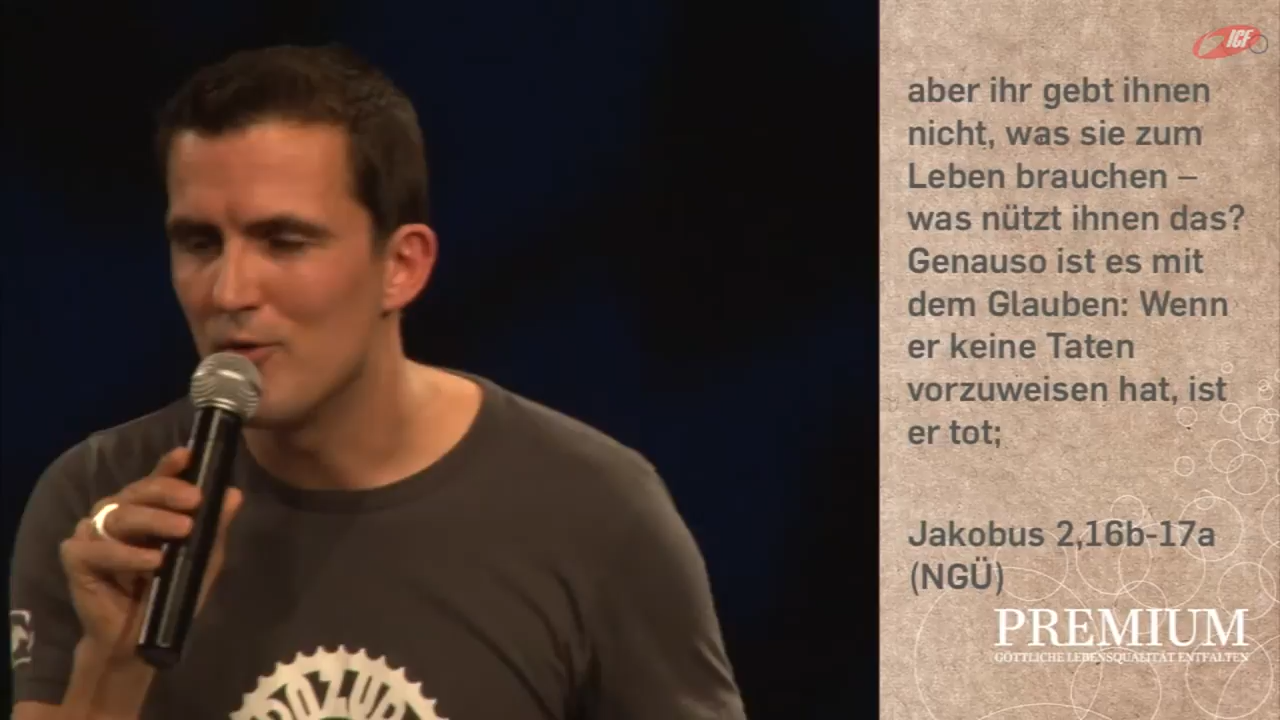 ICF
aber ihr gebt ihnen
nicht, was sie zum
Leben brauchen –
was nützt ihnen das?
Genauso ist es mit
dem Glauben: Wenn
er keine Taten
vorzuweisen hat, ist
er tot;
Jakobus 2,16b-17a
(NGÜ)
PREMIUM
GÖTTLICHE LEBENSQUALITÄT ENTFALTEN